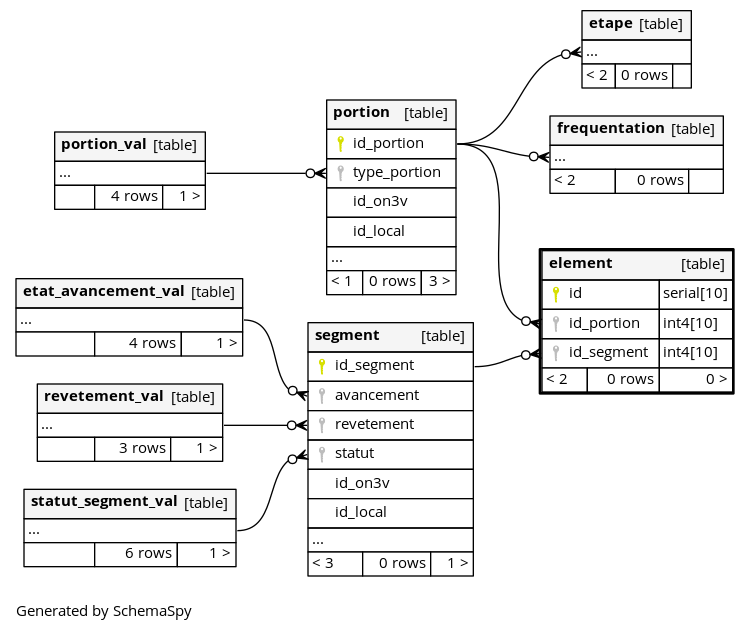 etape [table]
...
< 2 0 rows
portion [table]
id_portion
type_portion
id_on3v
id_local
...
< 1 0 rows 3 >
frequentation [table]
...
< 2 0 rows
portion_val [table]
...
4 rows 1 >
element [table]
id serial[10]
id_portion int4[10]
id_segment int4[10]
< 2 0 rows 0 >
etat_avancement_val [table]
...
4 rows 1 >
segment [table]
id_segment
avancement
revetement
statut
id_on3v
id_local
...
< 3 0 rows 1 >
revetement_val [table]
...
3 rows 1 >
statut_segment_val [table]
...
6 rows 1 >
Generated by SchemaSpy